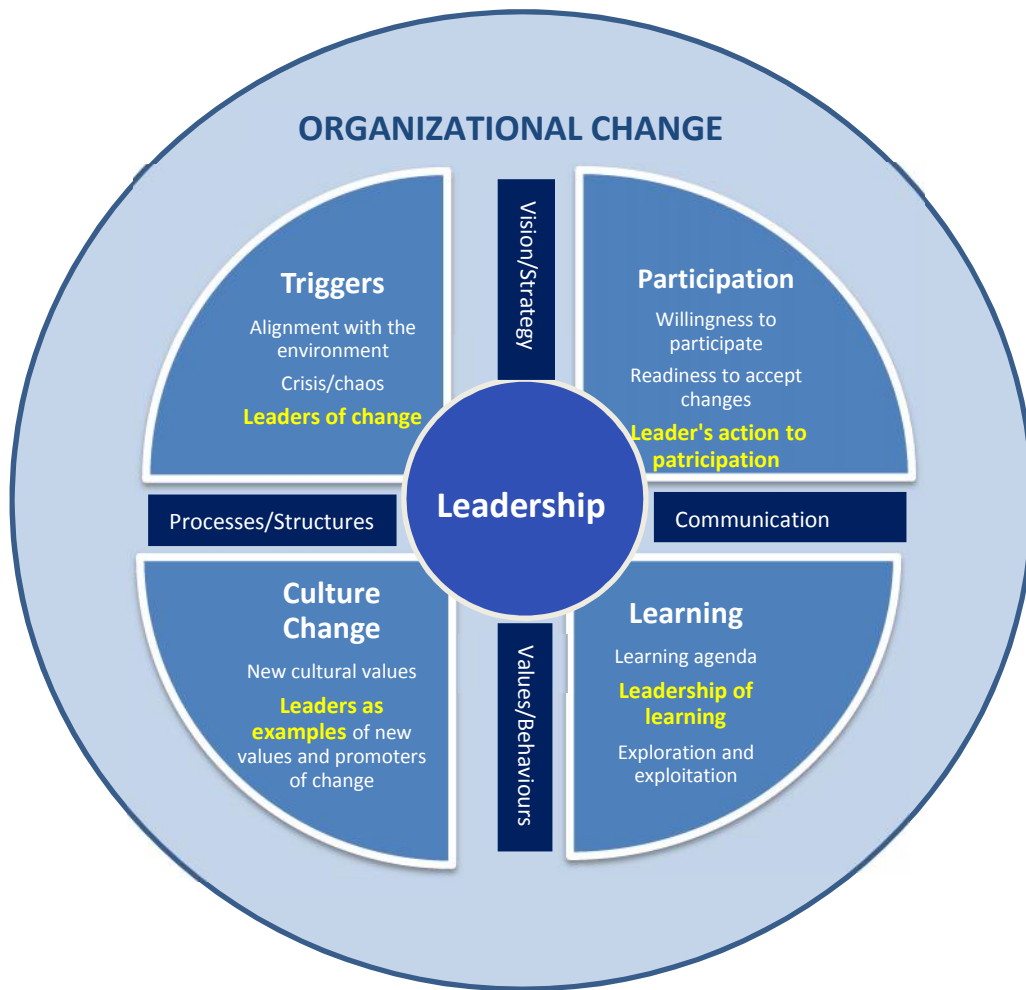 ORGANIZATIONAL CHANGE
Triggers
Alignment with the
environment
Crisis/chaos
Leaders of change
Vision/Strategy
Participation
Willingness to
participate
Readiness to accept
changes
Leader's action to
patricipation
Processes/Structures
Leadership
Communication
Culture
Change
New cultural values
Leaders as
examples of new
values and promoters
of change
Values/Behaviours
Learning
Learning agenda
Leadership of
learning
Exploration and
exploitation